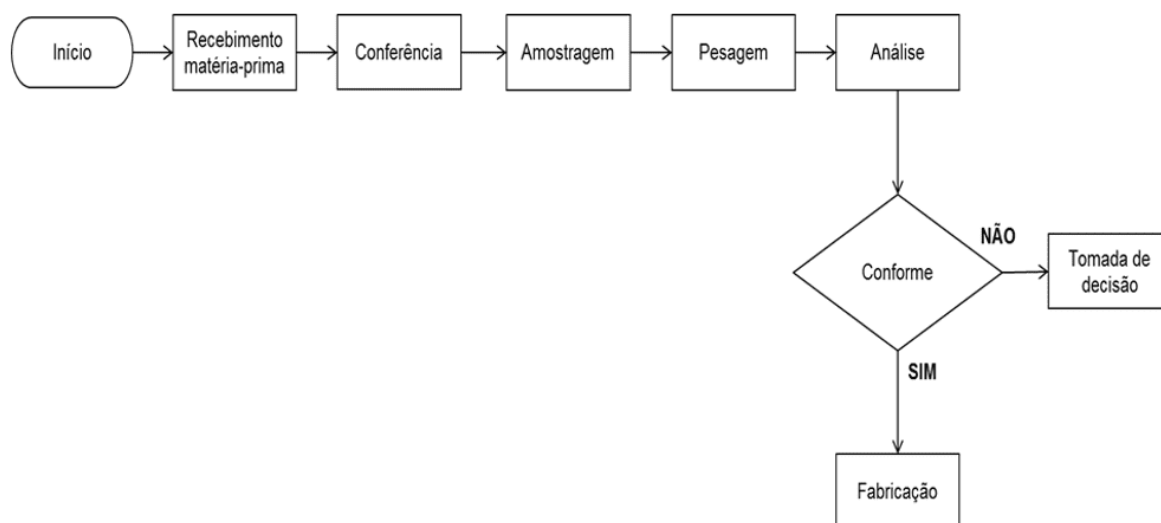 Início
Recebimento
matéria-prima
Conferência
Amostragem
Pesagem
Análise
Conforme
NÃO
Tomada de
decisão
SIM
Fabricação